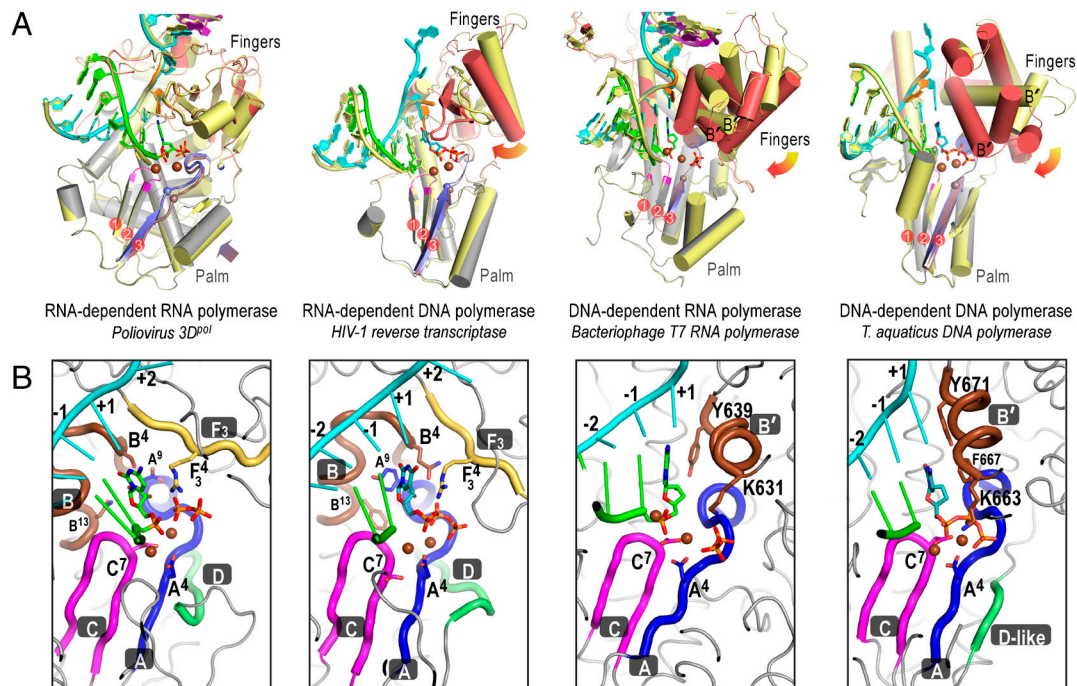 A
Fingers
1
2
3
Palm
RNA-dependent RNA polymerase
Poliovirus 3Dpol
Fingers
1
2
3
Palm
RNA-dependent DNA polymerase
HIV-1 reverse transcriptase
B′
B′
Fingers
1
2
3
Palm
DNA-dependent RNA polymerase
Bacteriophage T7 RNA polymerase
Fingers
B′
B′
1
2
3
Palm
DNA-dependent DNA polymerase
T. aquaticus DNA polymerase
B
+2
-1
+1
F3
B4
A9
F34
B
B13
C7
D
A4
C
A
+2
+1
-2
-1
B4
F3
A9
F34
B
B13
C7
D
A4
C
A
+1
-1
-2
Y639
B′
K631
C7
A4
C
A
+1
-1
-2
Y671
B′
F667
K663
C7
A4
C
D-like
A